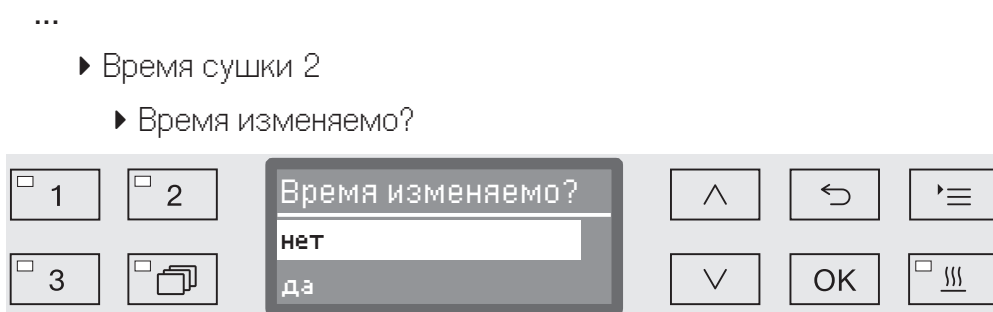 ...
Время сушки 2
Время изменяемо?
1 2 Время изменяемо?
нет
3 да OK